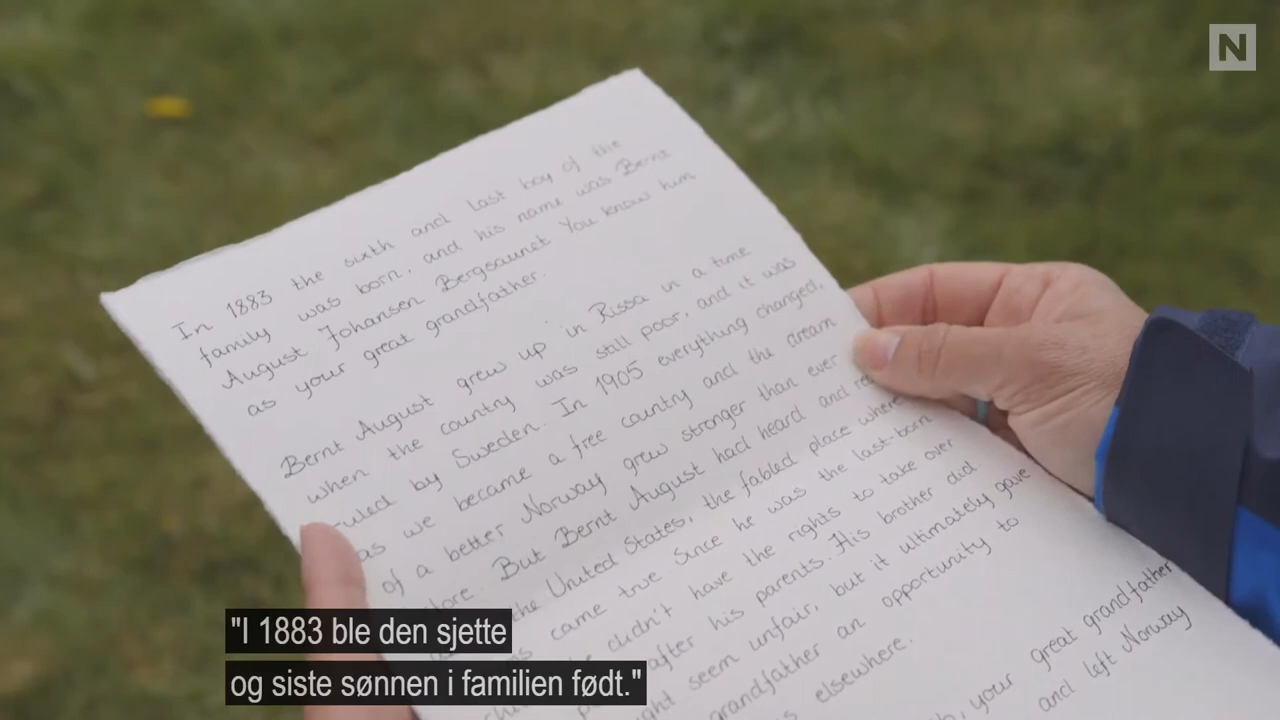 N
In 1883 the sixth and last boy of the
family was born, and his name was Bernt
August Johansen Bergsaunet You know him
as your great grandfather.
Bernt August grew up in Rissa in a time
when the country was still poor, and it was
ruled by Sweden. In 1905 everything changed,
as we became a free country and the dream
of a better Norway grew stronger than ever
But Bernt August had heard and
the United States, the fabled place where
came true Since he was the last-born
didn't have the rights to take over
after his parents. His brother did
seem unfair, but it ultimately gave
grandfather an opportunity to
elsewhere.
your great grandfather
and left Norway
"I 1883 ble den sjette
og siste sønnen i familien født."